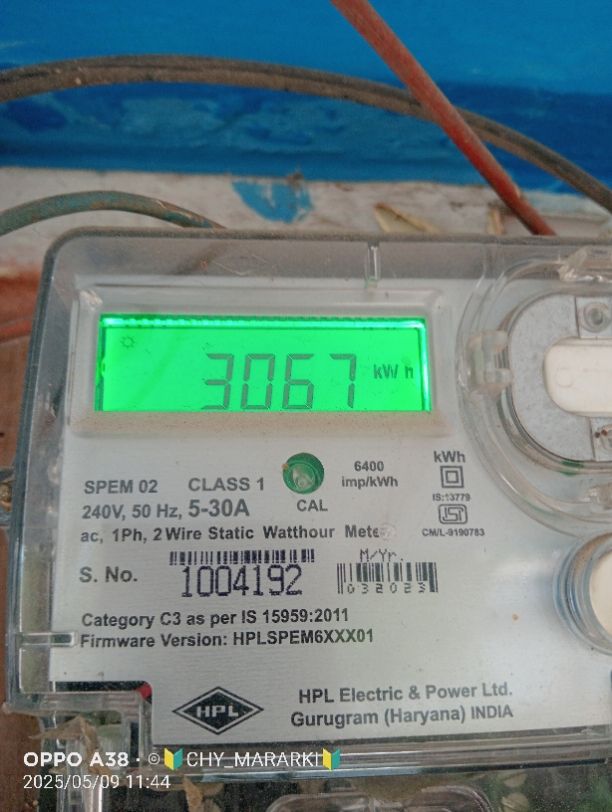 3067 kWh
6400
imp/kWh
kWh
SPEM 02 CLASS 1
CAL
IS:13779
240V, 50 Hz, 5-30A
CM/L-9190783
ac, 1Ph, 2 Wire Static Watthour Meter
M/Yr.
S. No. 1004192
032023
Category C3 as per IS 15959:2011
Firmware Version: HPLSPEM6XXX01
HPL
HPL Electric & Power Ltd.
Gurugram (Haryana) INDIA
OPPO A38 · ©🔰CHY_MARARKI🔰
2025/05/09 11:44